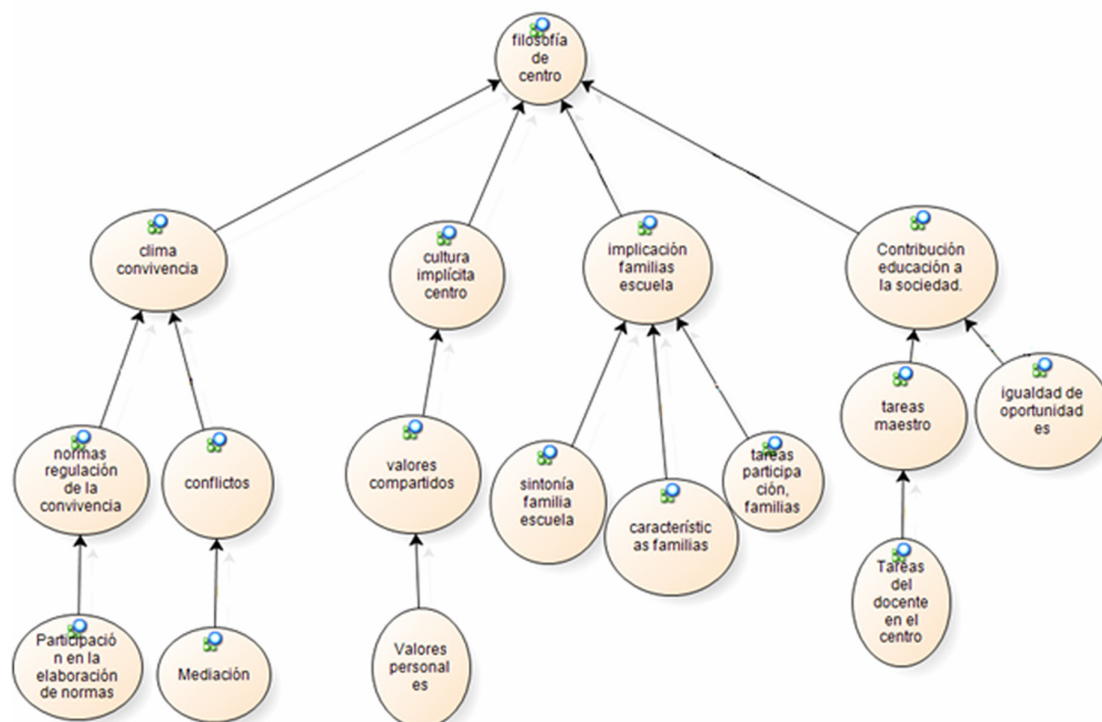 filosofía
de
centro
clima
convivencia
cultura
implícita
centro
implicación
familias
escuela
Contribución
educación a
la sociedad.
normas
regulación
de la
convivencia
conflictos
valores
compartidos
sintonía
familia
escuela
característic
as familias
tareas
participa
ción,
familias
tareas
maestro
igualdad de
oportunidad
es
Participació
n en la
elaboración
de normas
Mediación
Valores
personal
es
Tareas
del
docente
en el
centro